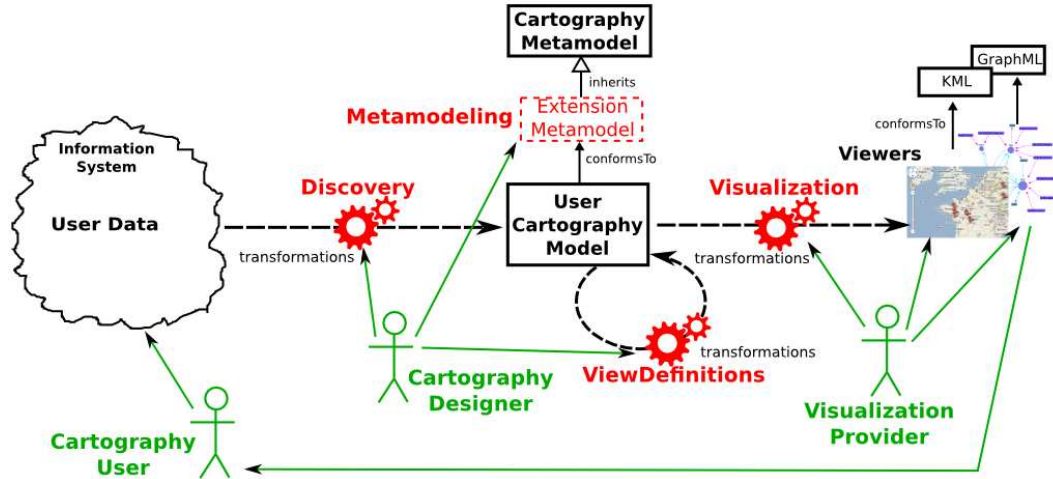 Cartography
Metamodel
inherits
GraphML
KML
Metamodeling
Extension
Metamodel
conformsTo
conformsTo
Viewers
Information
System
User Data
Discovery
transformations
User
Cartography
Model
Visualization
transformations
transformations
ViewDefinitions
Cartography
Designer
Visualization
Provider
Cartography
User